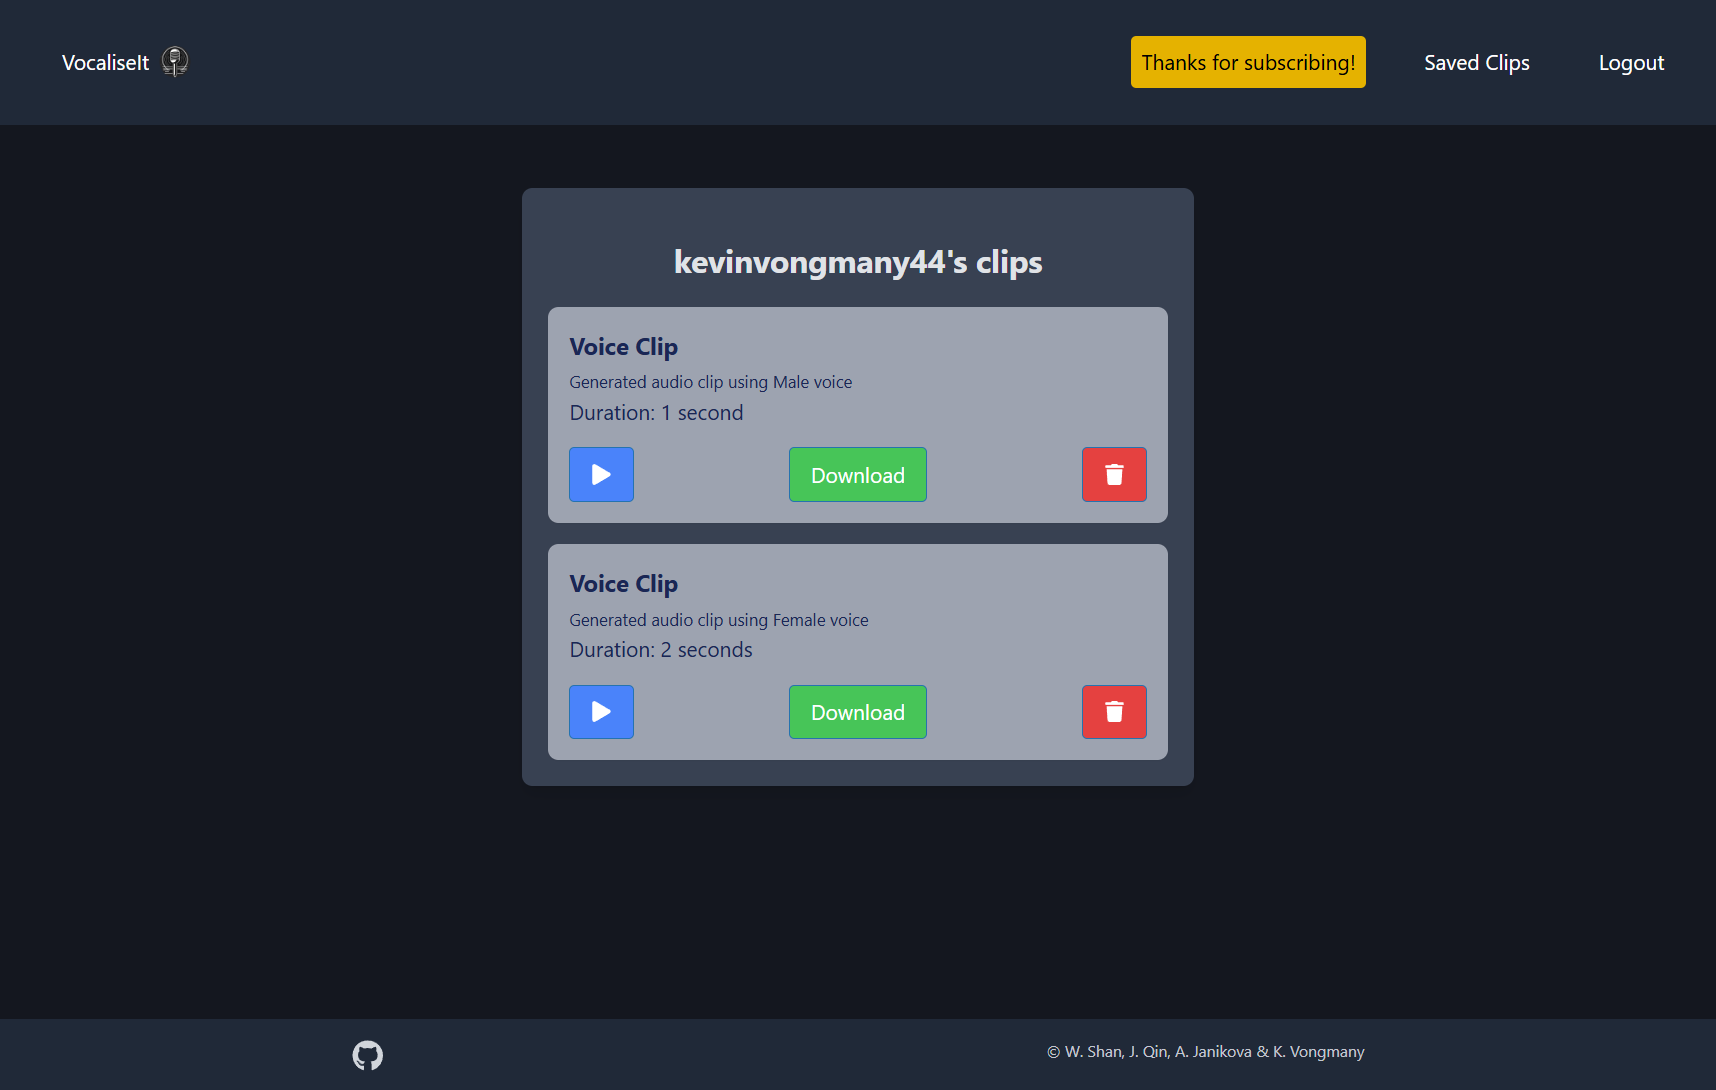 VocaliseIt
Thanks for subscribing!
Saved Clips
Logout
kevinvongmany44's clips
Voice Clip
Generated audio clip using Male voice
Duration: 1 second
Download
Voice Clip
Generated audio clip using Female voice
Duration: 2 seconds
Download
© W. Shan, J. Qin, A. Janikova & K. Vongmany